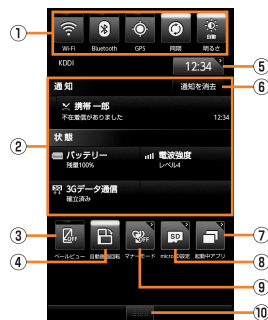 ①
Wi-Fi Bluetooth GPS 同期 自動 明るさ
KDDI 12:34 ⑤
通知 通知を消去 ⑥
携帯 一郎
不在着信がありました 12:34
②
状態
バッテリー 電波強度
残量100% レベル4
3Gデータ通信
確立済み
③ OFF OFF SD ⑦
ベールビュー 自動画面回転 マナーモード microSD設定 起動中アプリ
④ ⑧
⑨
⑩